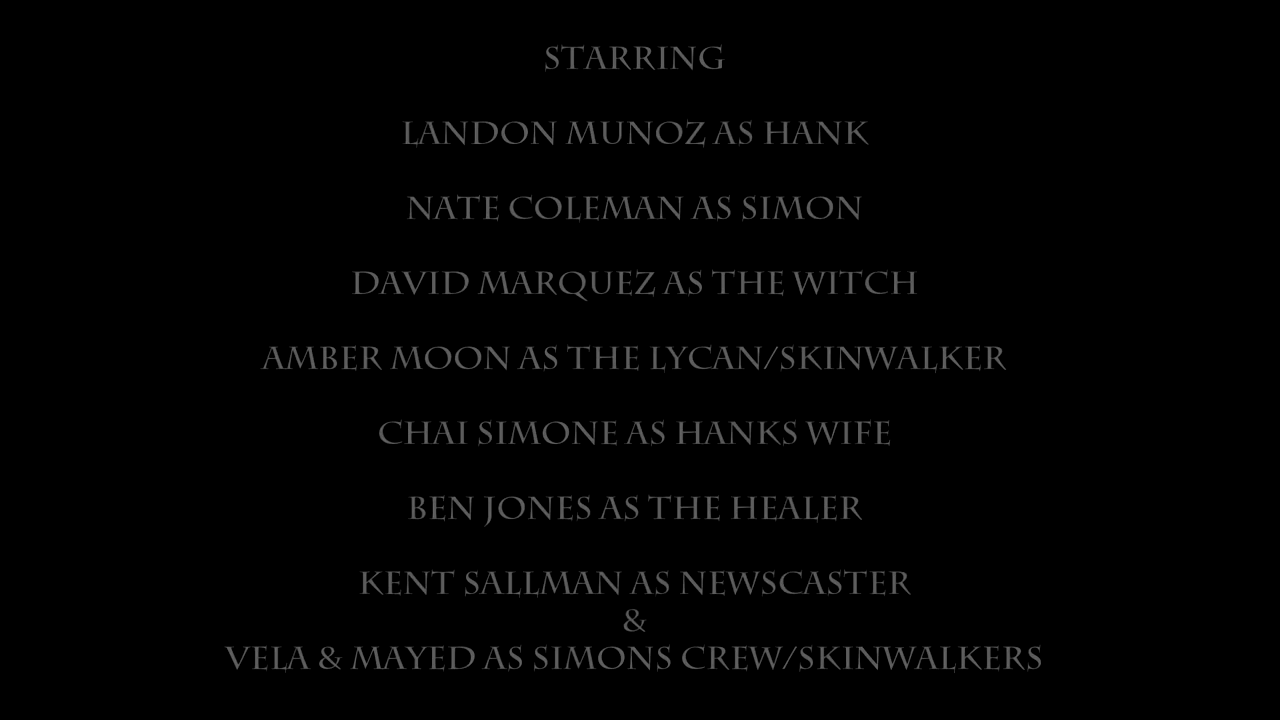 STARRING
LANDON MUNOZ AS HANK
NATE COLEMAN AS SIMON
DAVID MARQUEZ AS THE WITCH
AMBER MOON AS THE LYCAN/SKINWALKER
CHAI SIMONE AS HANKS WIFE
BEN JONES AS THE HEALER
KENT SALLMAN AS NEWSCASTER
&
VELA & MAYED AS SIMONS CREW/SKINWALKERS